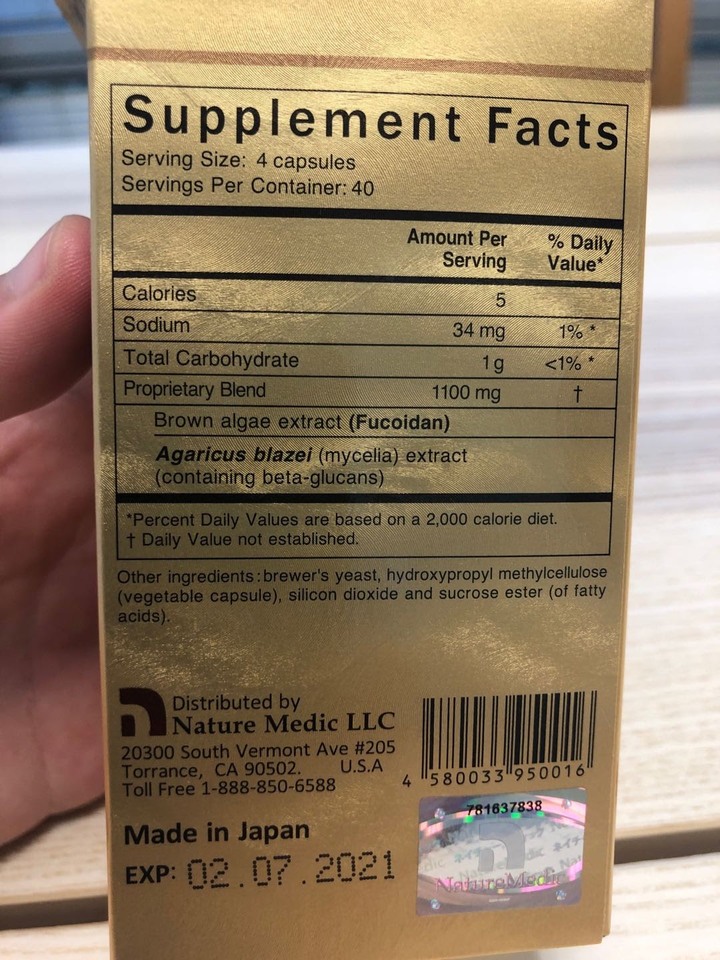 Supplement Facts
Serving Size: 4 capsules
Servings Per Container: 40
Amount Per Serving % Daily Value*
Calories 5
Sodium 34 mg 1% *
Total Carbohydrate 1 g <1% *
Proprietary Blend 1100 mg †
Brown algae extract (Fucoidan)
Agaricus blazei (mycelia) extract
(containing beta-glucans)
*Percent Daily Values are based on a 2,000 calorie diet.
† Daily Value not established.
Other ingredients: brewer's yeast, hydroxypropyl methylcellulose
(vegetable capsule), silicon dioxide and sucrose ester (of fatty
acids).
Distributed by
Nature Medic LLC
20300 South Vermont Ave #205
Torrance, CA 90502. U.S.A
Toll Free 1-888-850-6588
4 580033 950016
Made in Japan
EXP: 02.07.2021
781637838
NatureMedic